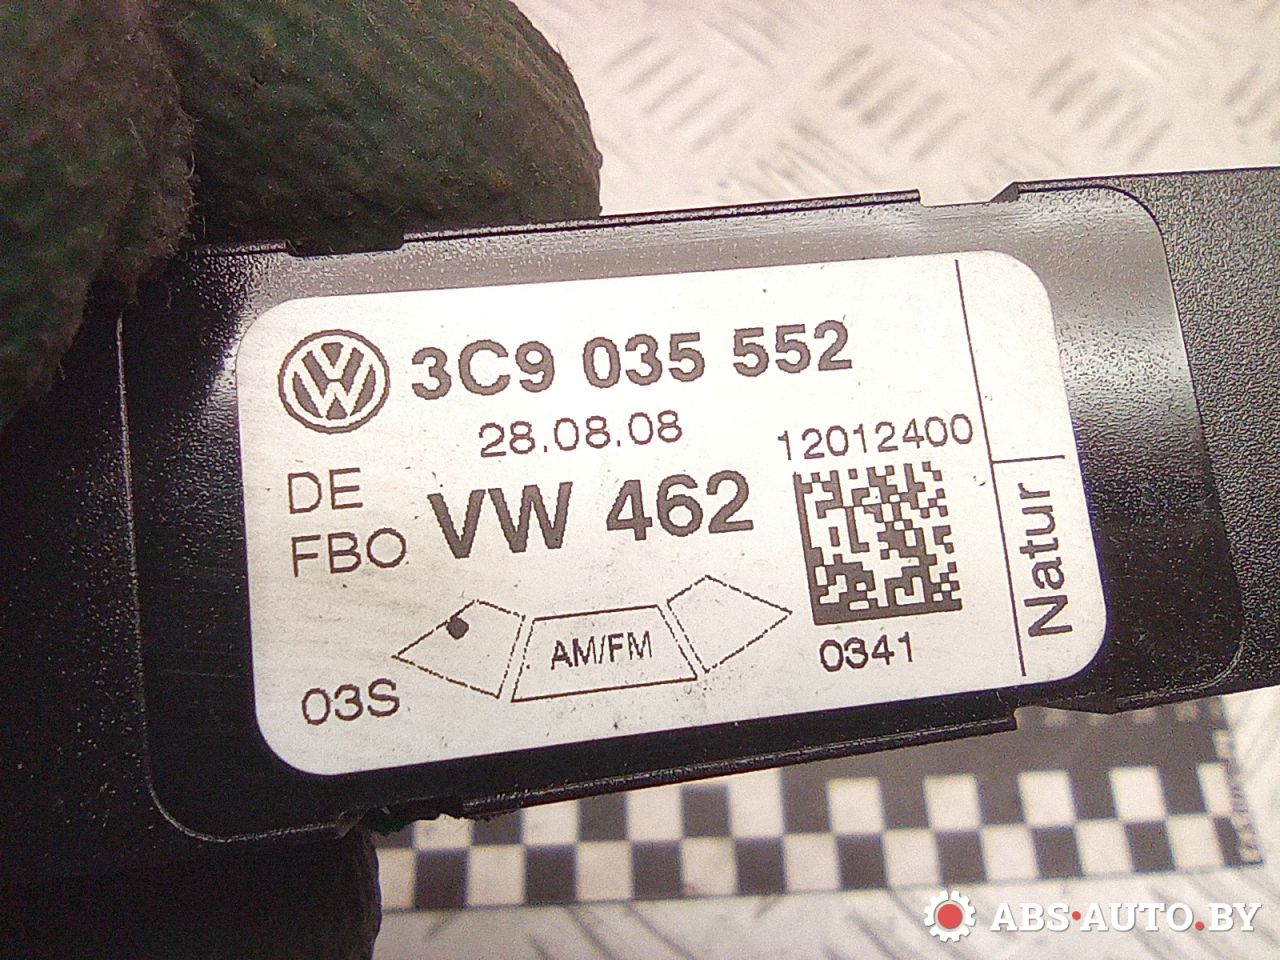 3C9 035 552
28.08.08
12012400
DE
FBO
VW 462
Natur
AM/FM
0341
03S
ABS-AUTO.BY